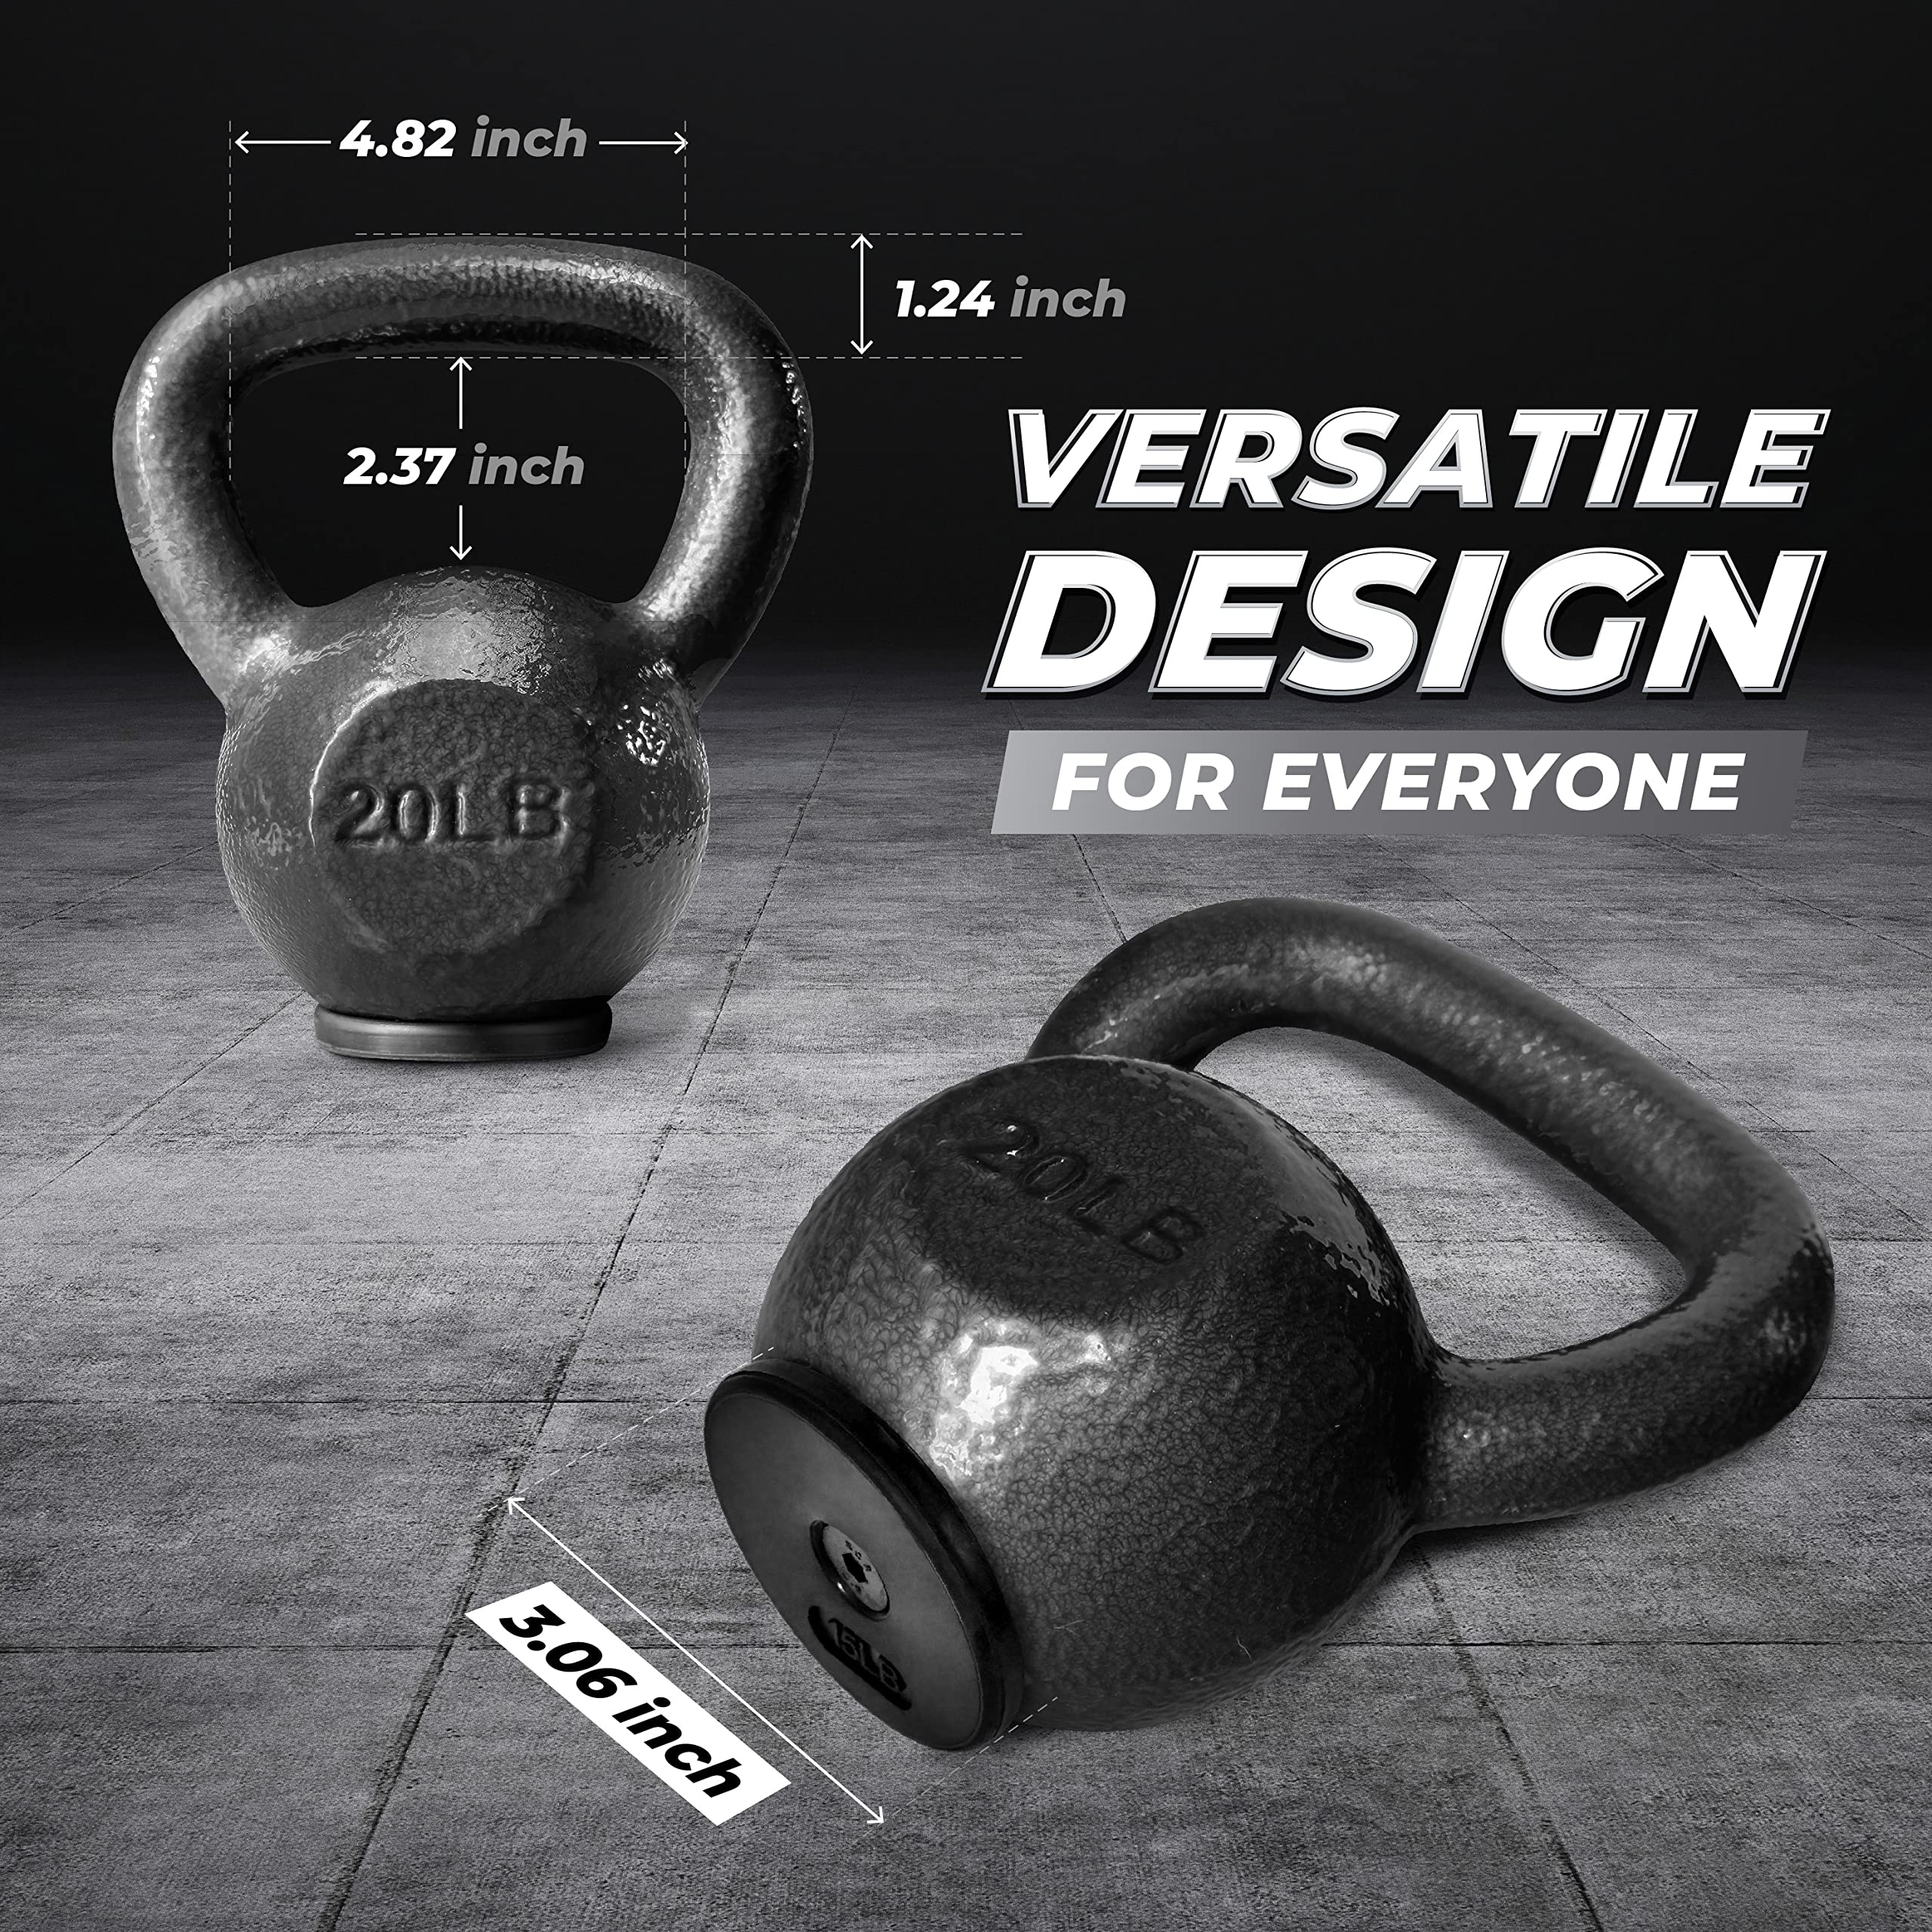 4.82 inch
1.24 inch
2.37 inch
VERSATILE
DESIGN
FOR EVERYONE
20LB
20LB
15LB
3.06 inch